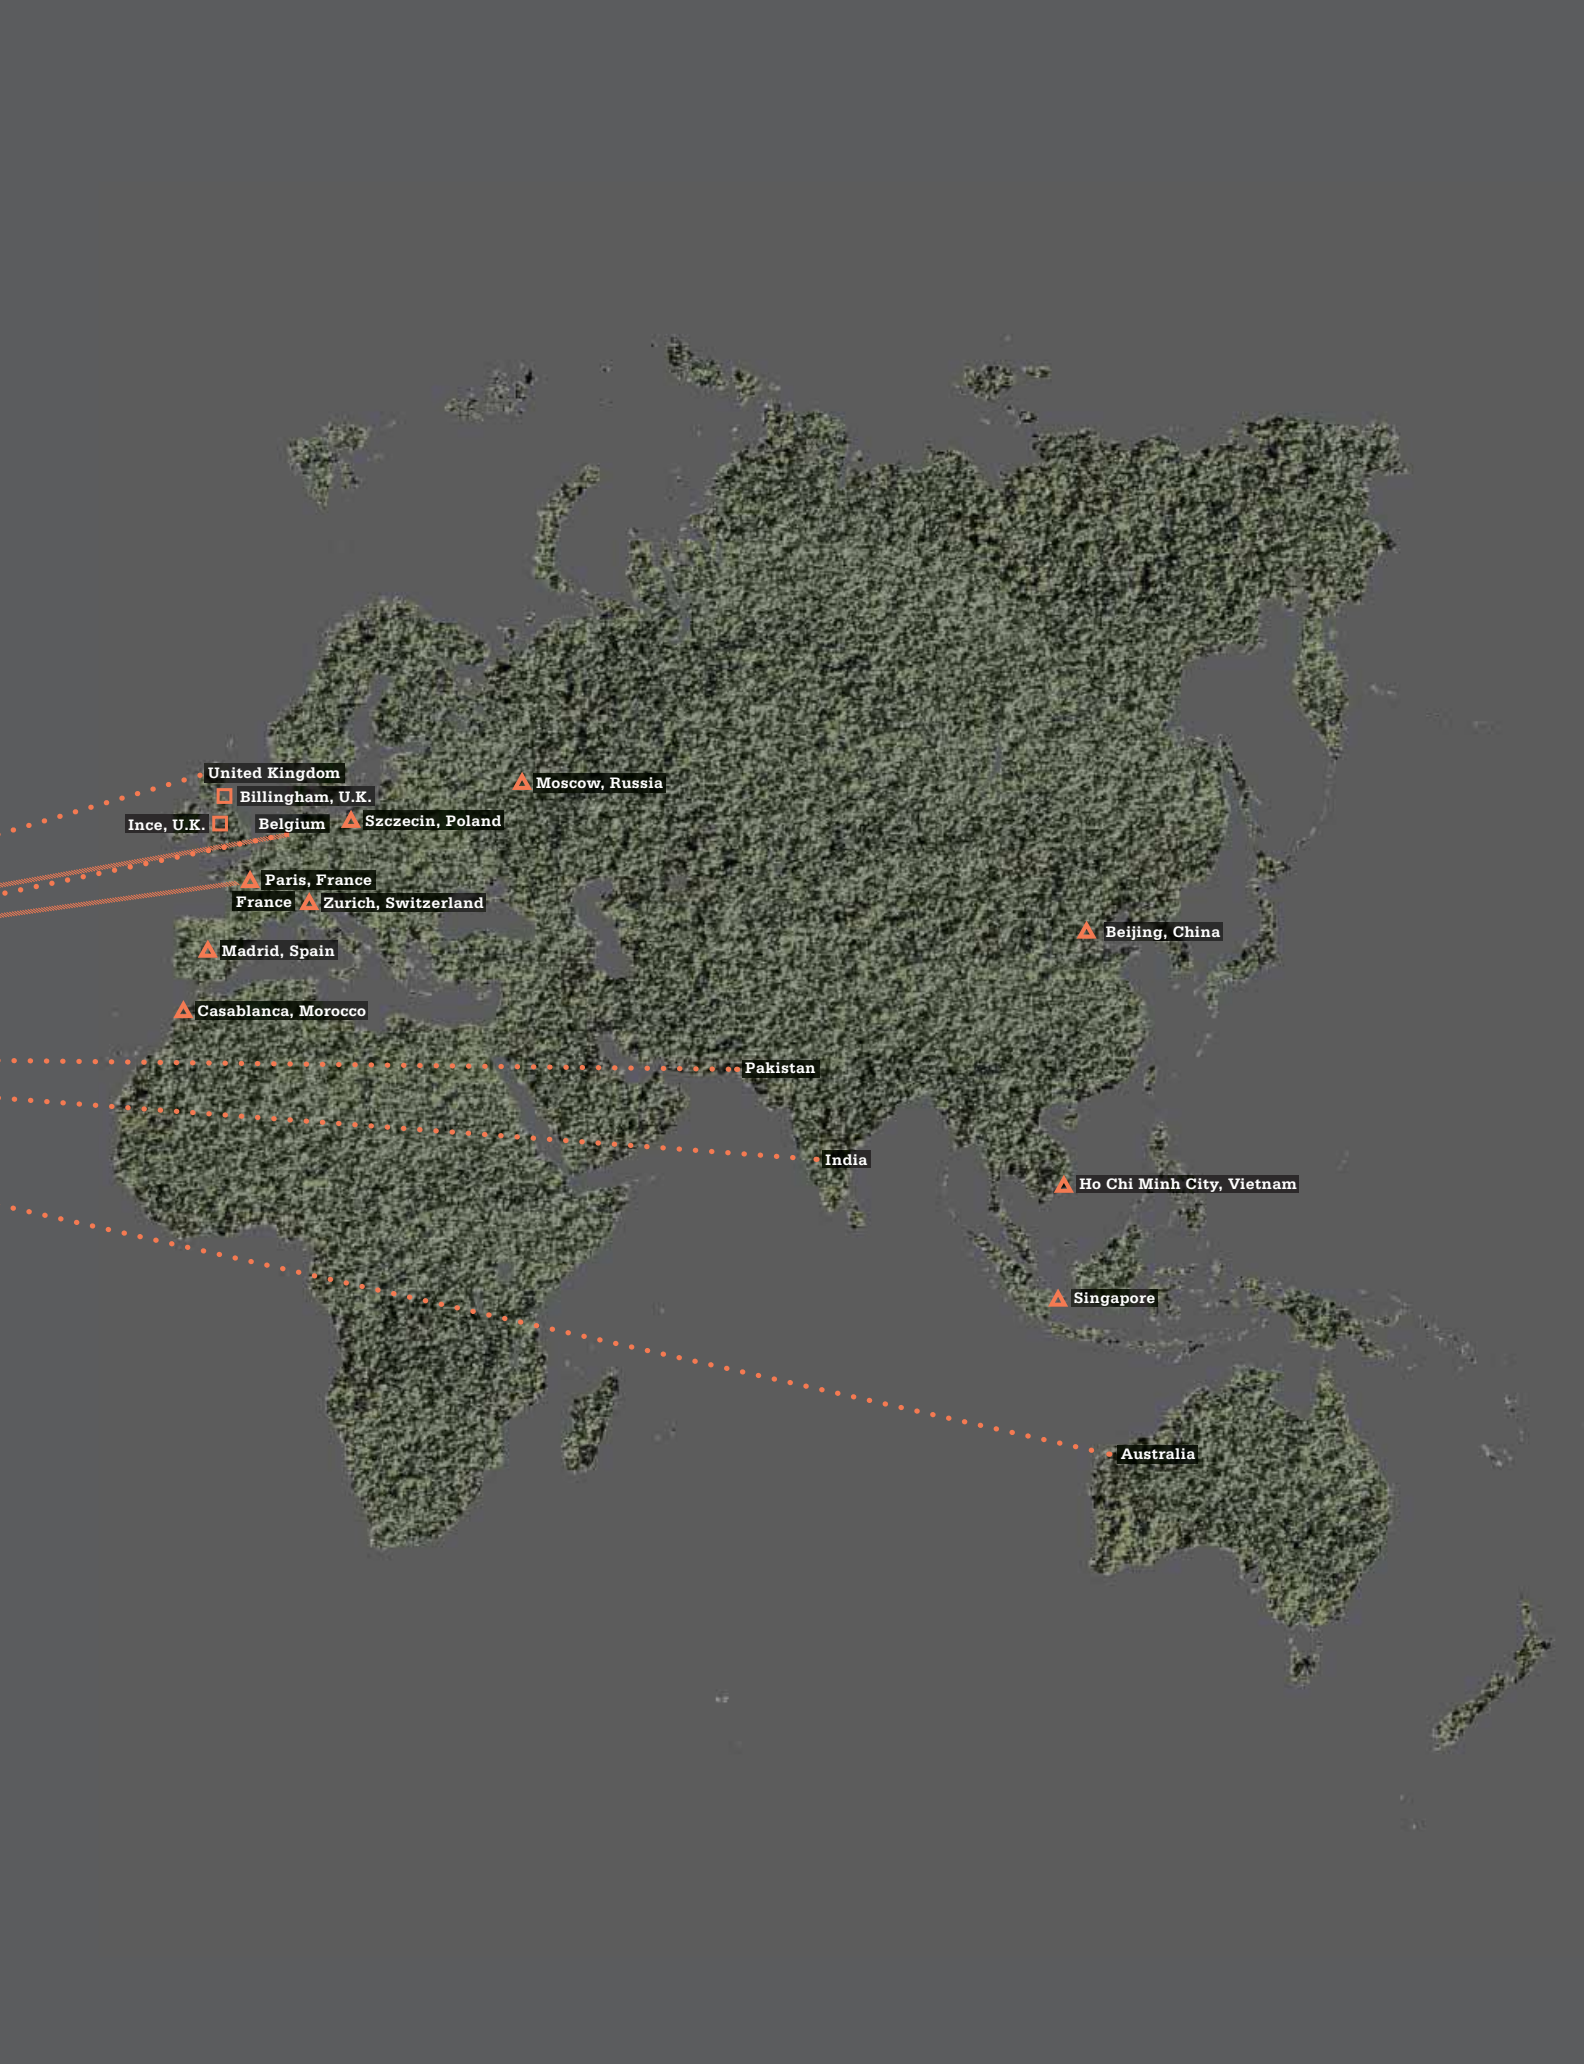 United Kingdom
Billingham, U.K.
Moscow, Russia
Ince, U.K.
Belgium
Szczecin, Poland
Paris, France
France
Zurich, Switzerland
Beijing, China
Madrid, Spain
Casablanca, Morocco
Pakistan
India
Ho Chi Minh City, Vietnam
Singapore
Australia